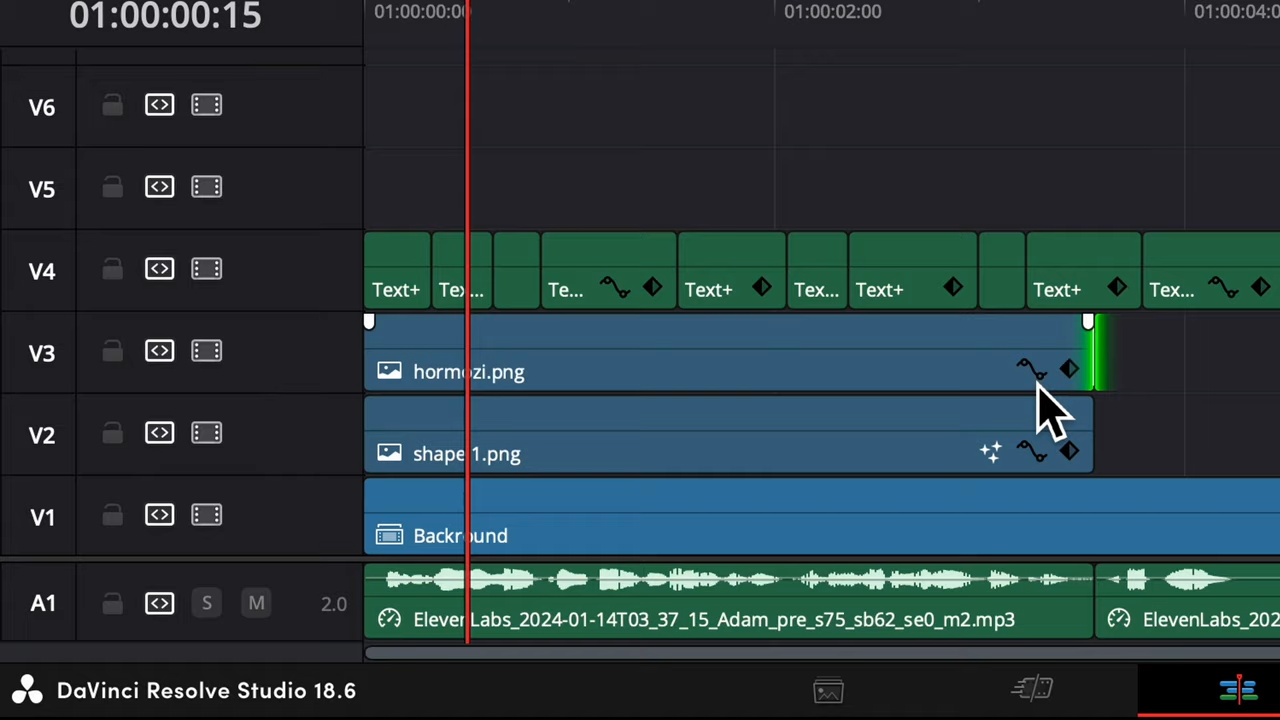 01:00:00:15
01:00:00:00
01:00:02:00
01:00:04:0
V6
V5
V4
Text+
Tex...
Te...
Text+
Tex...
Text+
Text+
Tex...
V3
hormozi.png
V2
shape 1.png
V1
Backround
A1
S
M
2.0
ElevenLabs_2024-01-14T03_37_15_Adam_pre_s75_sb62_se0_m2.mp3
ElevenLabs_202
DaVinci Resolve Studio 18.6